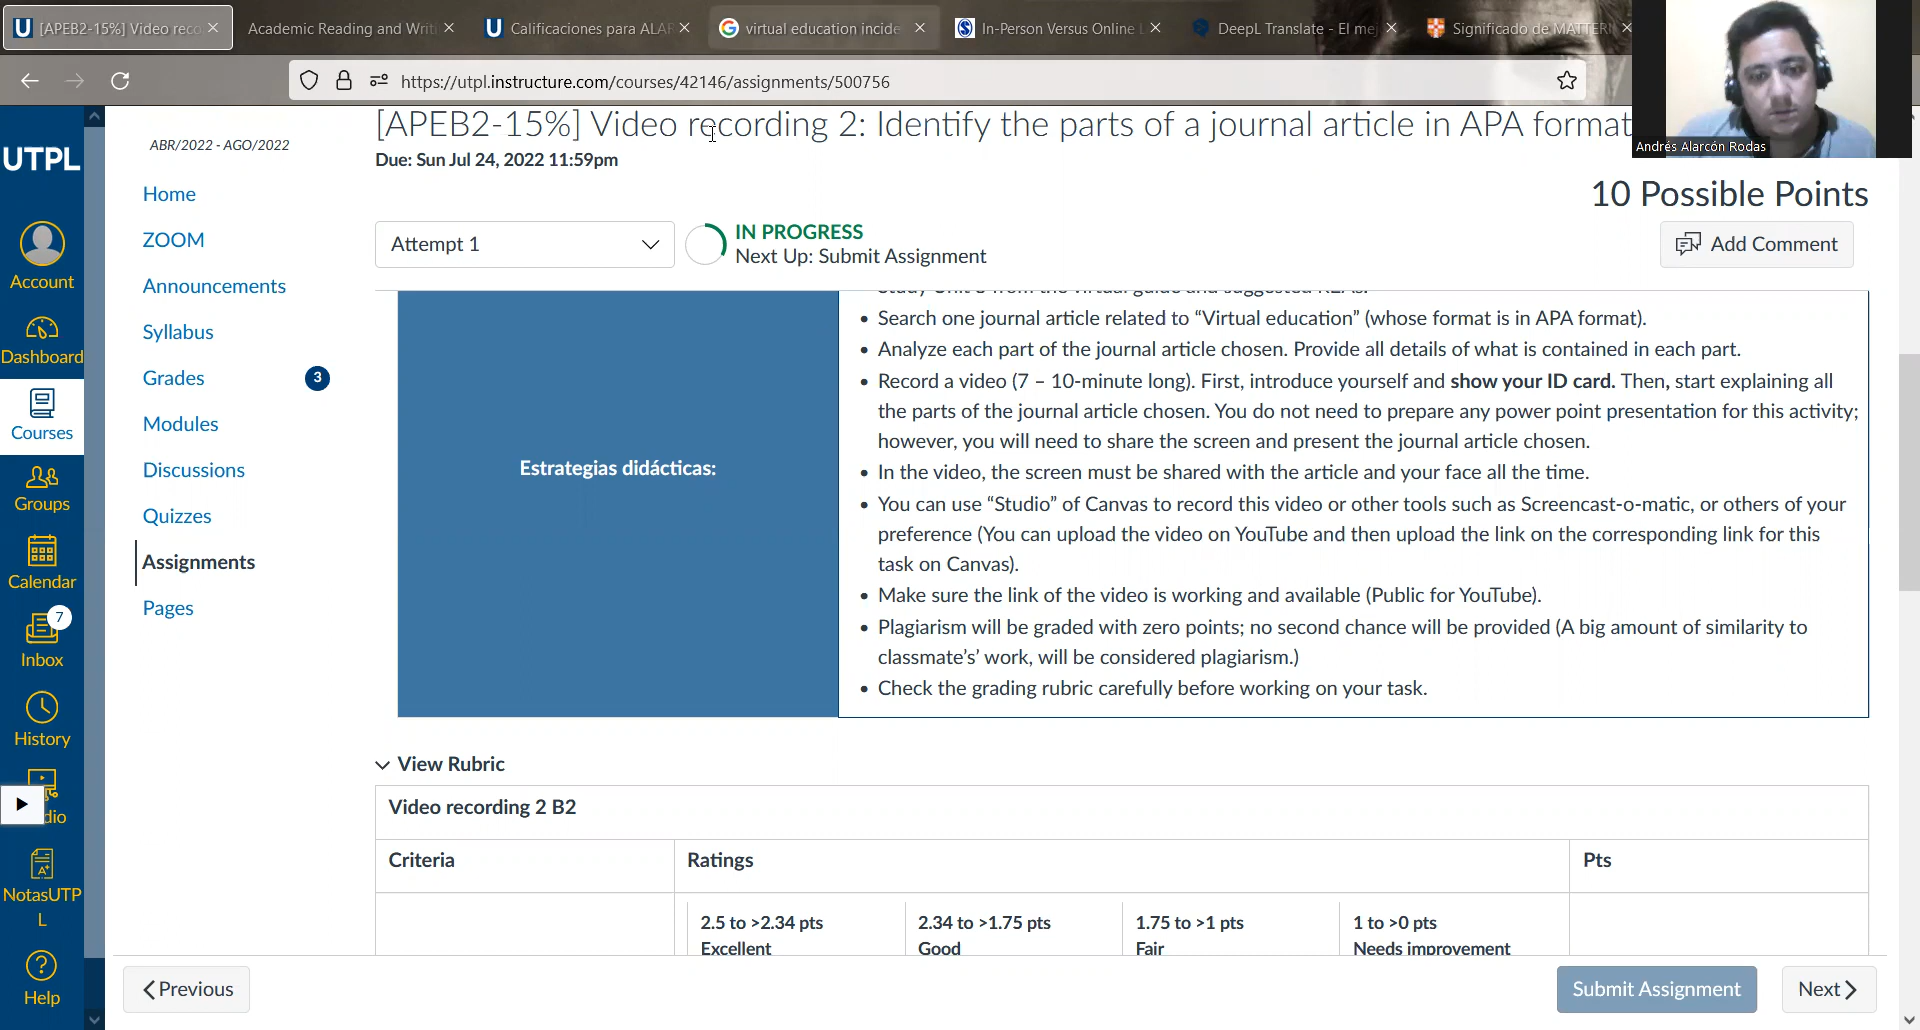 [APEB2-15%] Video reco
Academic Reading and Writi
Calificaciones para ALAR
virtual education incide
In-Person Versus Online L
DeepL Translate - El mej
Significado de MATTERN
https://utpl.instructure.com/courses/42146/assignments/500756
Andrés Alarcón Rodas
UTPL
Account
Dashboard
Courses
Groups
Calendar
7
Inbox
History
dio
NotasUTP
L
Help
ABR/2022 - AGO/2022
Home
ZOOM
Announcements
Syllabus
Grades
3
Modules
Discussions
Quizzes
Assignments
Pages
[APEB2-15%] Video recording 2: Identify the parts of a journal article in APA format
Due: Sun Jul 24, 2022 11:59pm
10 Possible Points
Attempt 1
IN PROGRESS
Next Up: Submit Assignment
Add Comment
Estrategias didácticas:
• Search one journal article related to “Virtual education” (whose format is in APA format).
• Analyze each part of the journal article chosen. Provide all details of what is contained in each part.
• Record a video (7 – 10-minute long). First, introduce yourself and show your ID card. Then, start explaining all
the parts of the journal article chosen. You do not need to prepare any power point presentation for this activity;
however, you will need to share the screen and present the journal article chosen.
• In the video, the screen must be shared with the article and your face all the time.
• You can use “Studio” of Canvas to record this video or other tools such as Screencast-o-matic, or others of your
preference (You can upload the video on YouTube and then upload the link on the corresponding link for this
task on Canvas).
• Make sure the link of the video is working and available (Public for YouTube).
• Plagiarism will be graded with zero points; no second chance will be provided (A big amount of similarity to
classmate’s’ work, will be considered plagiarism.)
• Check the grading rubric carefully before working on your task.
View Rubric
Video recording 2 B2
Criteria
Ratings
Pts
2.5 to >2.34 pts
Excellent
2.34 to >1.75 pts
Good
1.75 to >1 pts
Fair
1 to >0 pts
Needs improvement
Previous
Submit Assignment
Next